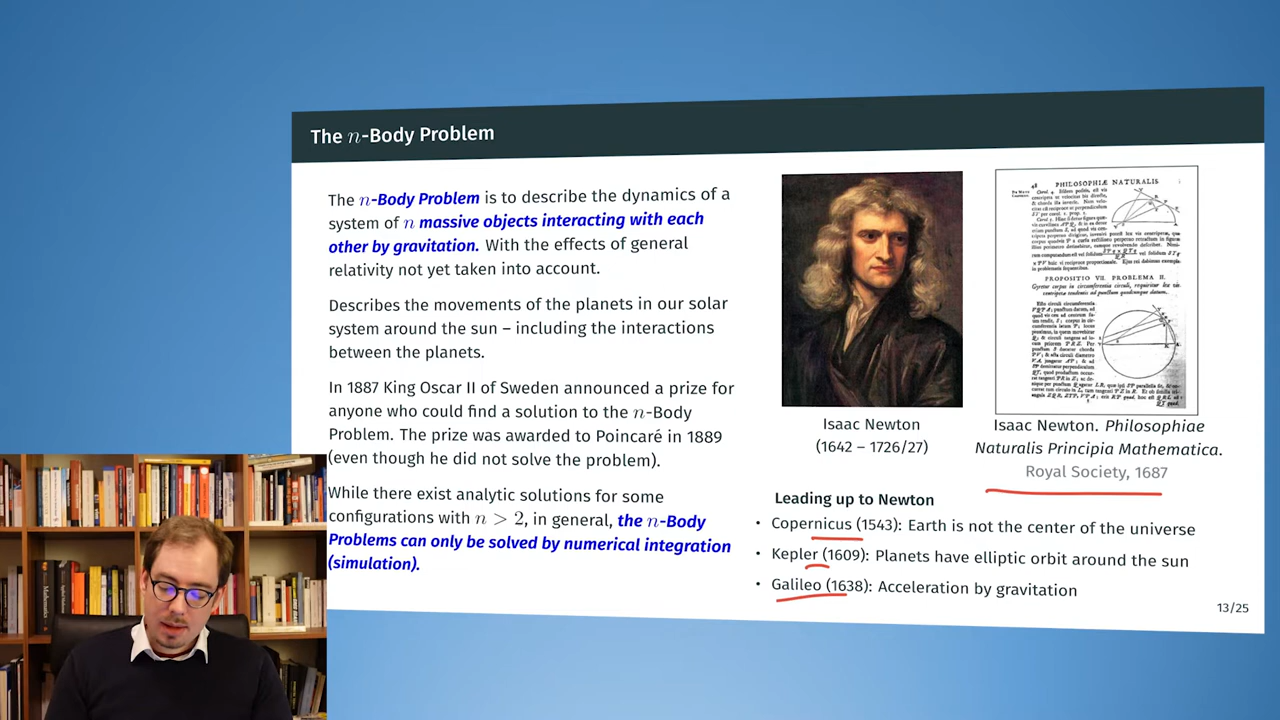 The n-Body Problem
The n-Body Problem is to describe the dynamics of a
system of n massive objects interacting with each
other by gravitation. With the effects of general
relativity not yet taken into account.
Describes the movements of the planets in our solar
system around the sun – including the interactions
between the planets.
In 1887 King Oscar II of Sweden announced a prize for
anyone who could find a solution to the n-Body
Problem. The prize was awarded to Poincaré in 1889
(even though he did not solve the problem).
While there exist analytic solutions for some
configurations with n > 2, in general, the n-Body
Problems can only be solved by numerical integration
(simulation).
PHILOSOPHIÆ NATURALIS
PROPOSITIO VII. PROBLEMA II.
Isaac Newton
(1642 – 1726/27)
Isaac Newton. Philosophiae
Naturalis Principia Mathematica.
Royal Society, 1687
Leading up to Newton
• Copernicus (1543): Earth is not the center of the universe
• Kepler (1609): Planets have elliptic orbit around the sun
• Galileo (1638): Acceleration by gravitation
13/25